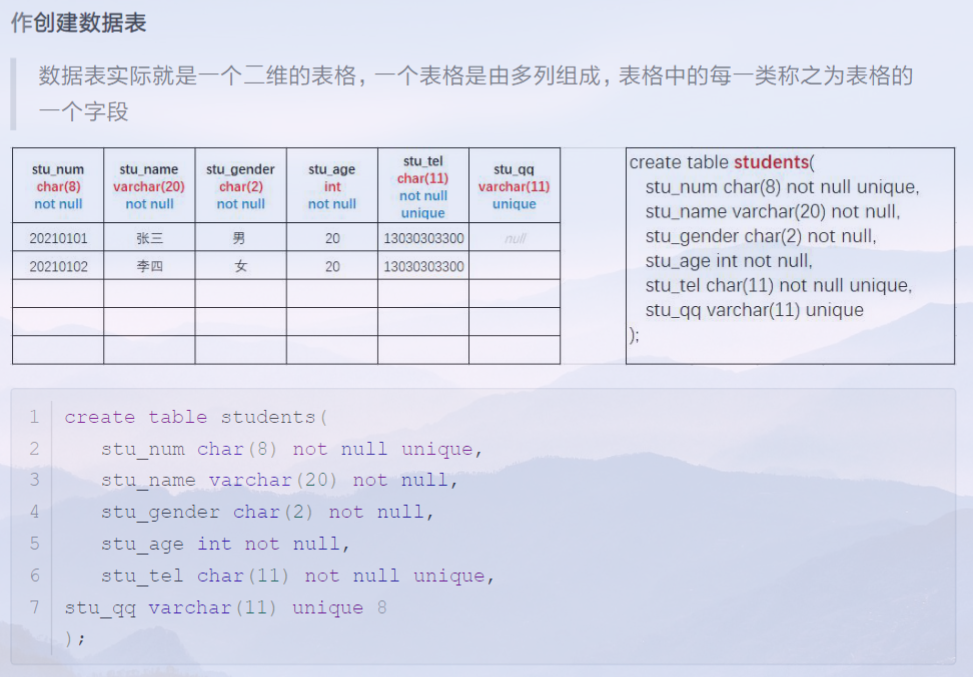 作创建数据表
数据表实际就是一个二维的表格，一个表格是由多列组成，表格中的每一类称之为表格的
一个字段
stu_num char(8) not null
stu_name varchar(20) not null
stu_gender char(2) not null
stu_age int not null
stu_tel char(11) not null unique
stu_qq varchar(11) unique
20210101 张三 男 20 13030303300 null
20210102 李四 女 20 13030303300
create table students(
stu_num char(8) not null unique,
stu_name varchar(20) not null,
stu_gender char(2) not null,
stu_age int not null,
stu_tel char(11) not null unique,
stu_qq varchar(11) unique
);
1 create table students(
2 stu_num char(8) not null unique,
3 stu_name varchar(20) not null,
4 stu_gender char(2) not null,
5 stu_age int not null,
6 stu_tel char(11) not null unique,
7 stu_qq varchar(11) unique 8
);